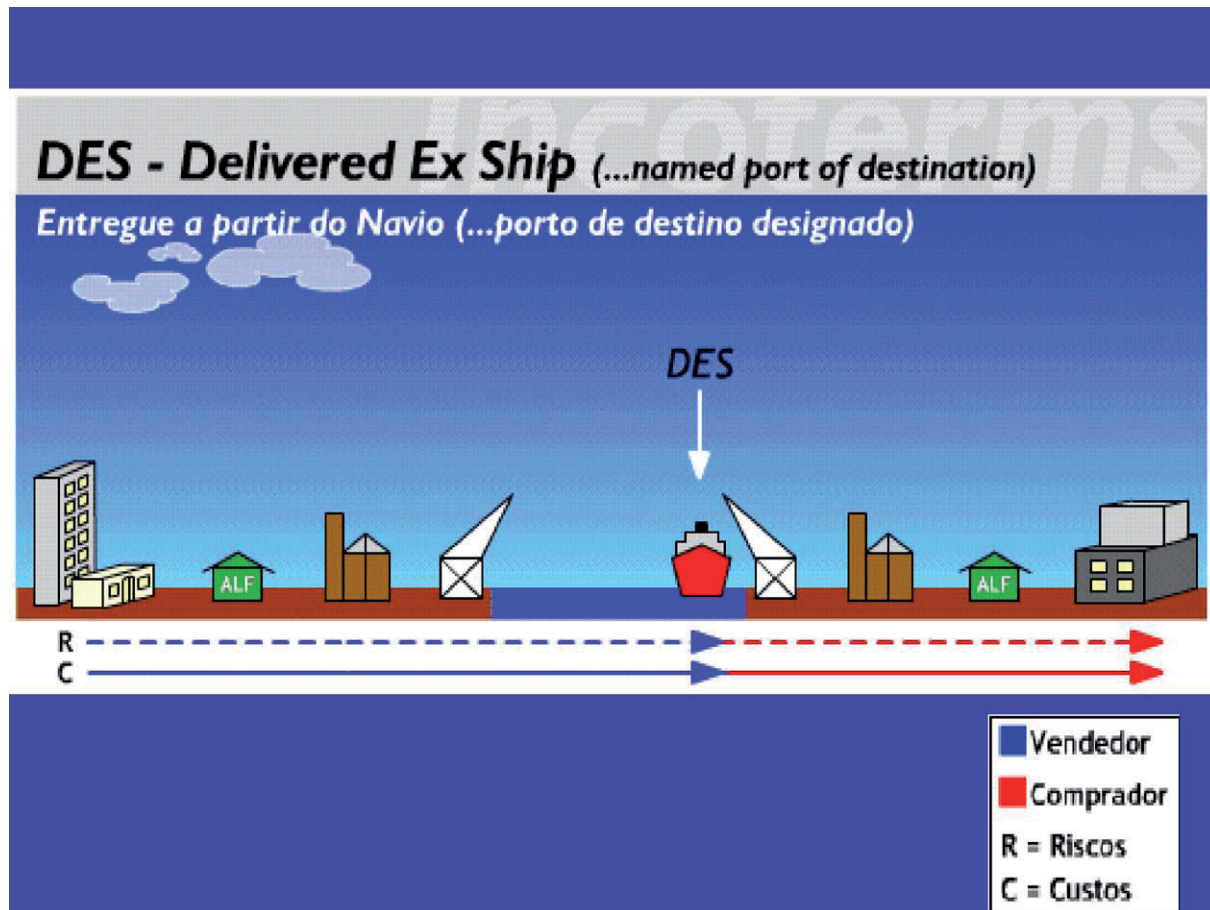 Incoterms
DES - Delivered Ex Ship (...named port of destination)
Entregue a partir do Navio (...porto de destino designado)
DES
ALF
ALF
R
C
Vendedor
Comprador
R = Riscos
C = Custos